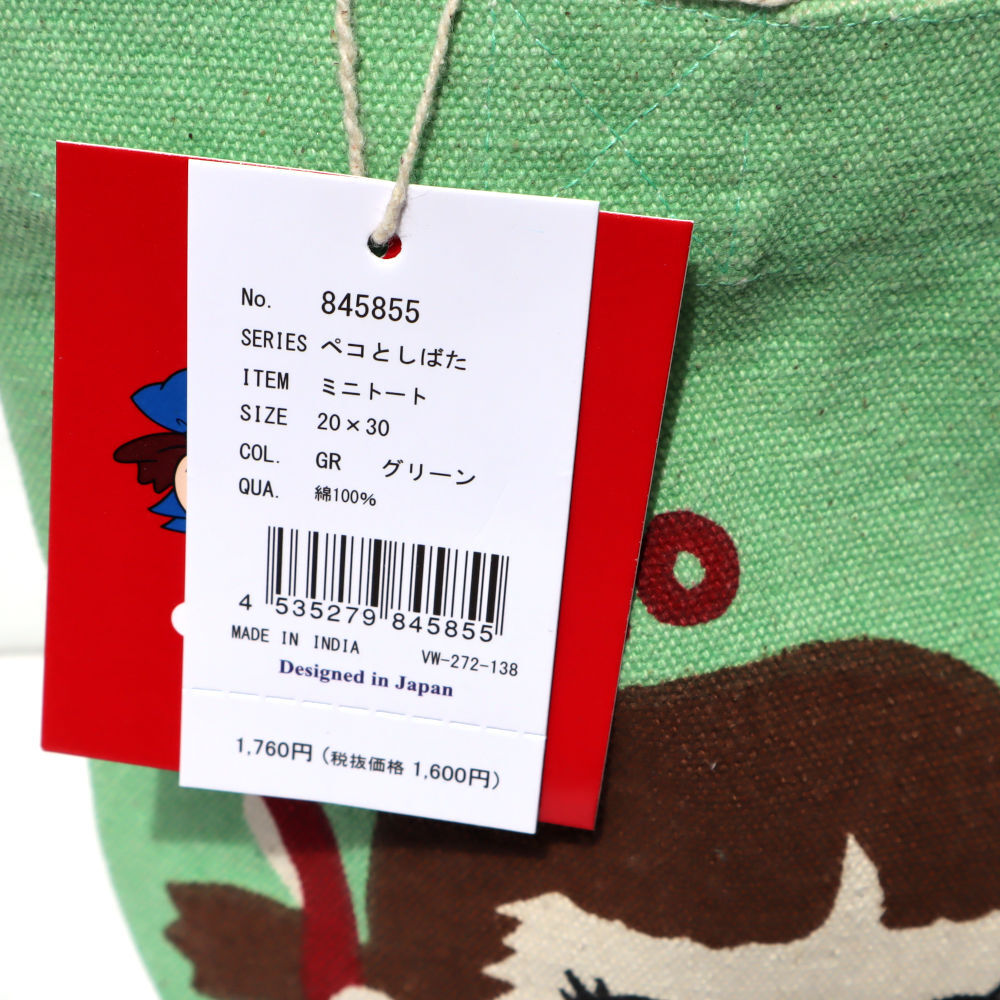 No. 845855
SERIES ペコとしばた
ITEM ミニトート
SIZE 20×30
COL. GR グリーン
QUA. 綿100%
4 535279 845855
MADE IN INDIA
VW-272-138
Designed in Japan
1,760円 (税抜価格 1,600円)